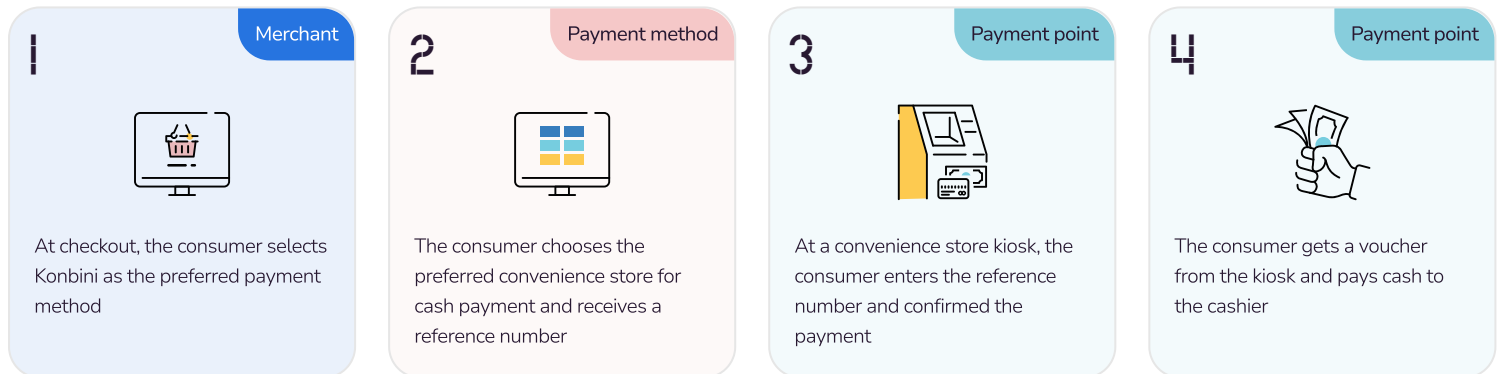 1
Merchant
At checkout, the consumer selects
Konbini as the preferred payment
method
2
Payment method
The consumer chooses the
preferred convenience store for
cash payment and receives a
reference number
3
Payment point
At a convenience store kiosk, the
consumer enters the reference
number and confirmed the
payment
4
Payment point
The consumer gets a voucher
from the kiosk and pays cash to
the cashier